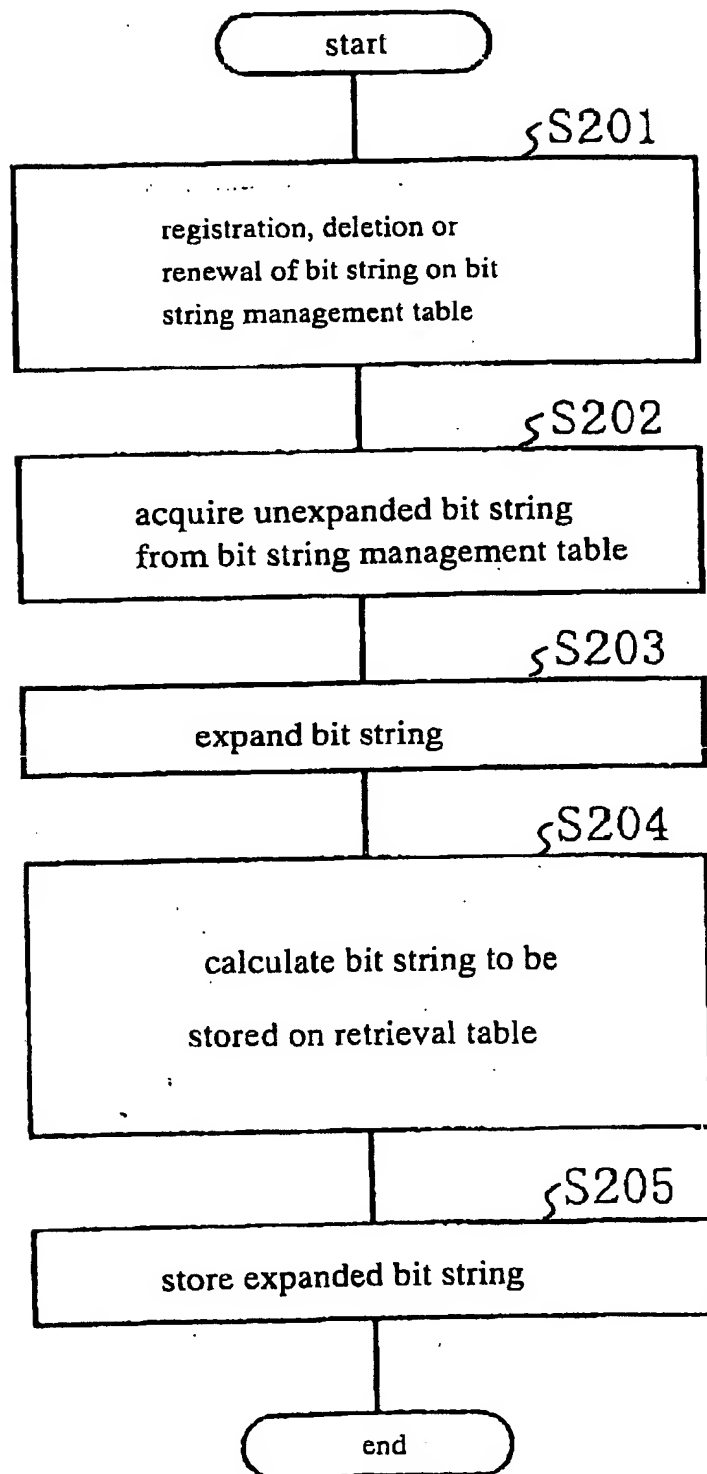 start
S201
registration, deletion or
renewal of bit string on bit
string management table
S202
acquire unexpanded bit string
from bit string management table
S203
expand bit string
S204
calculate bit string to be
stored on retrieval table
S205
store expanded bit string
end